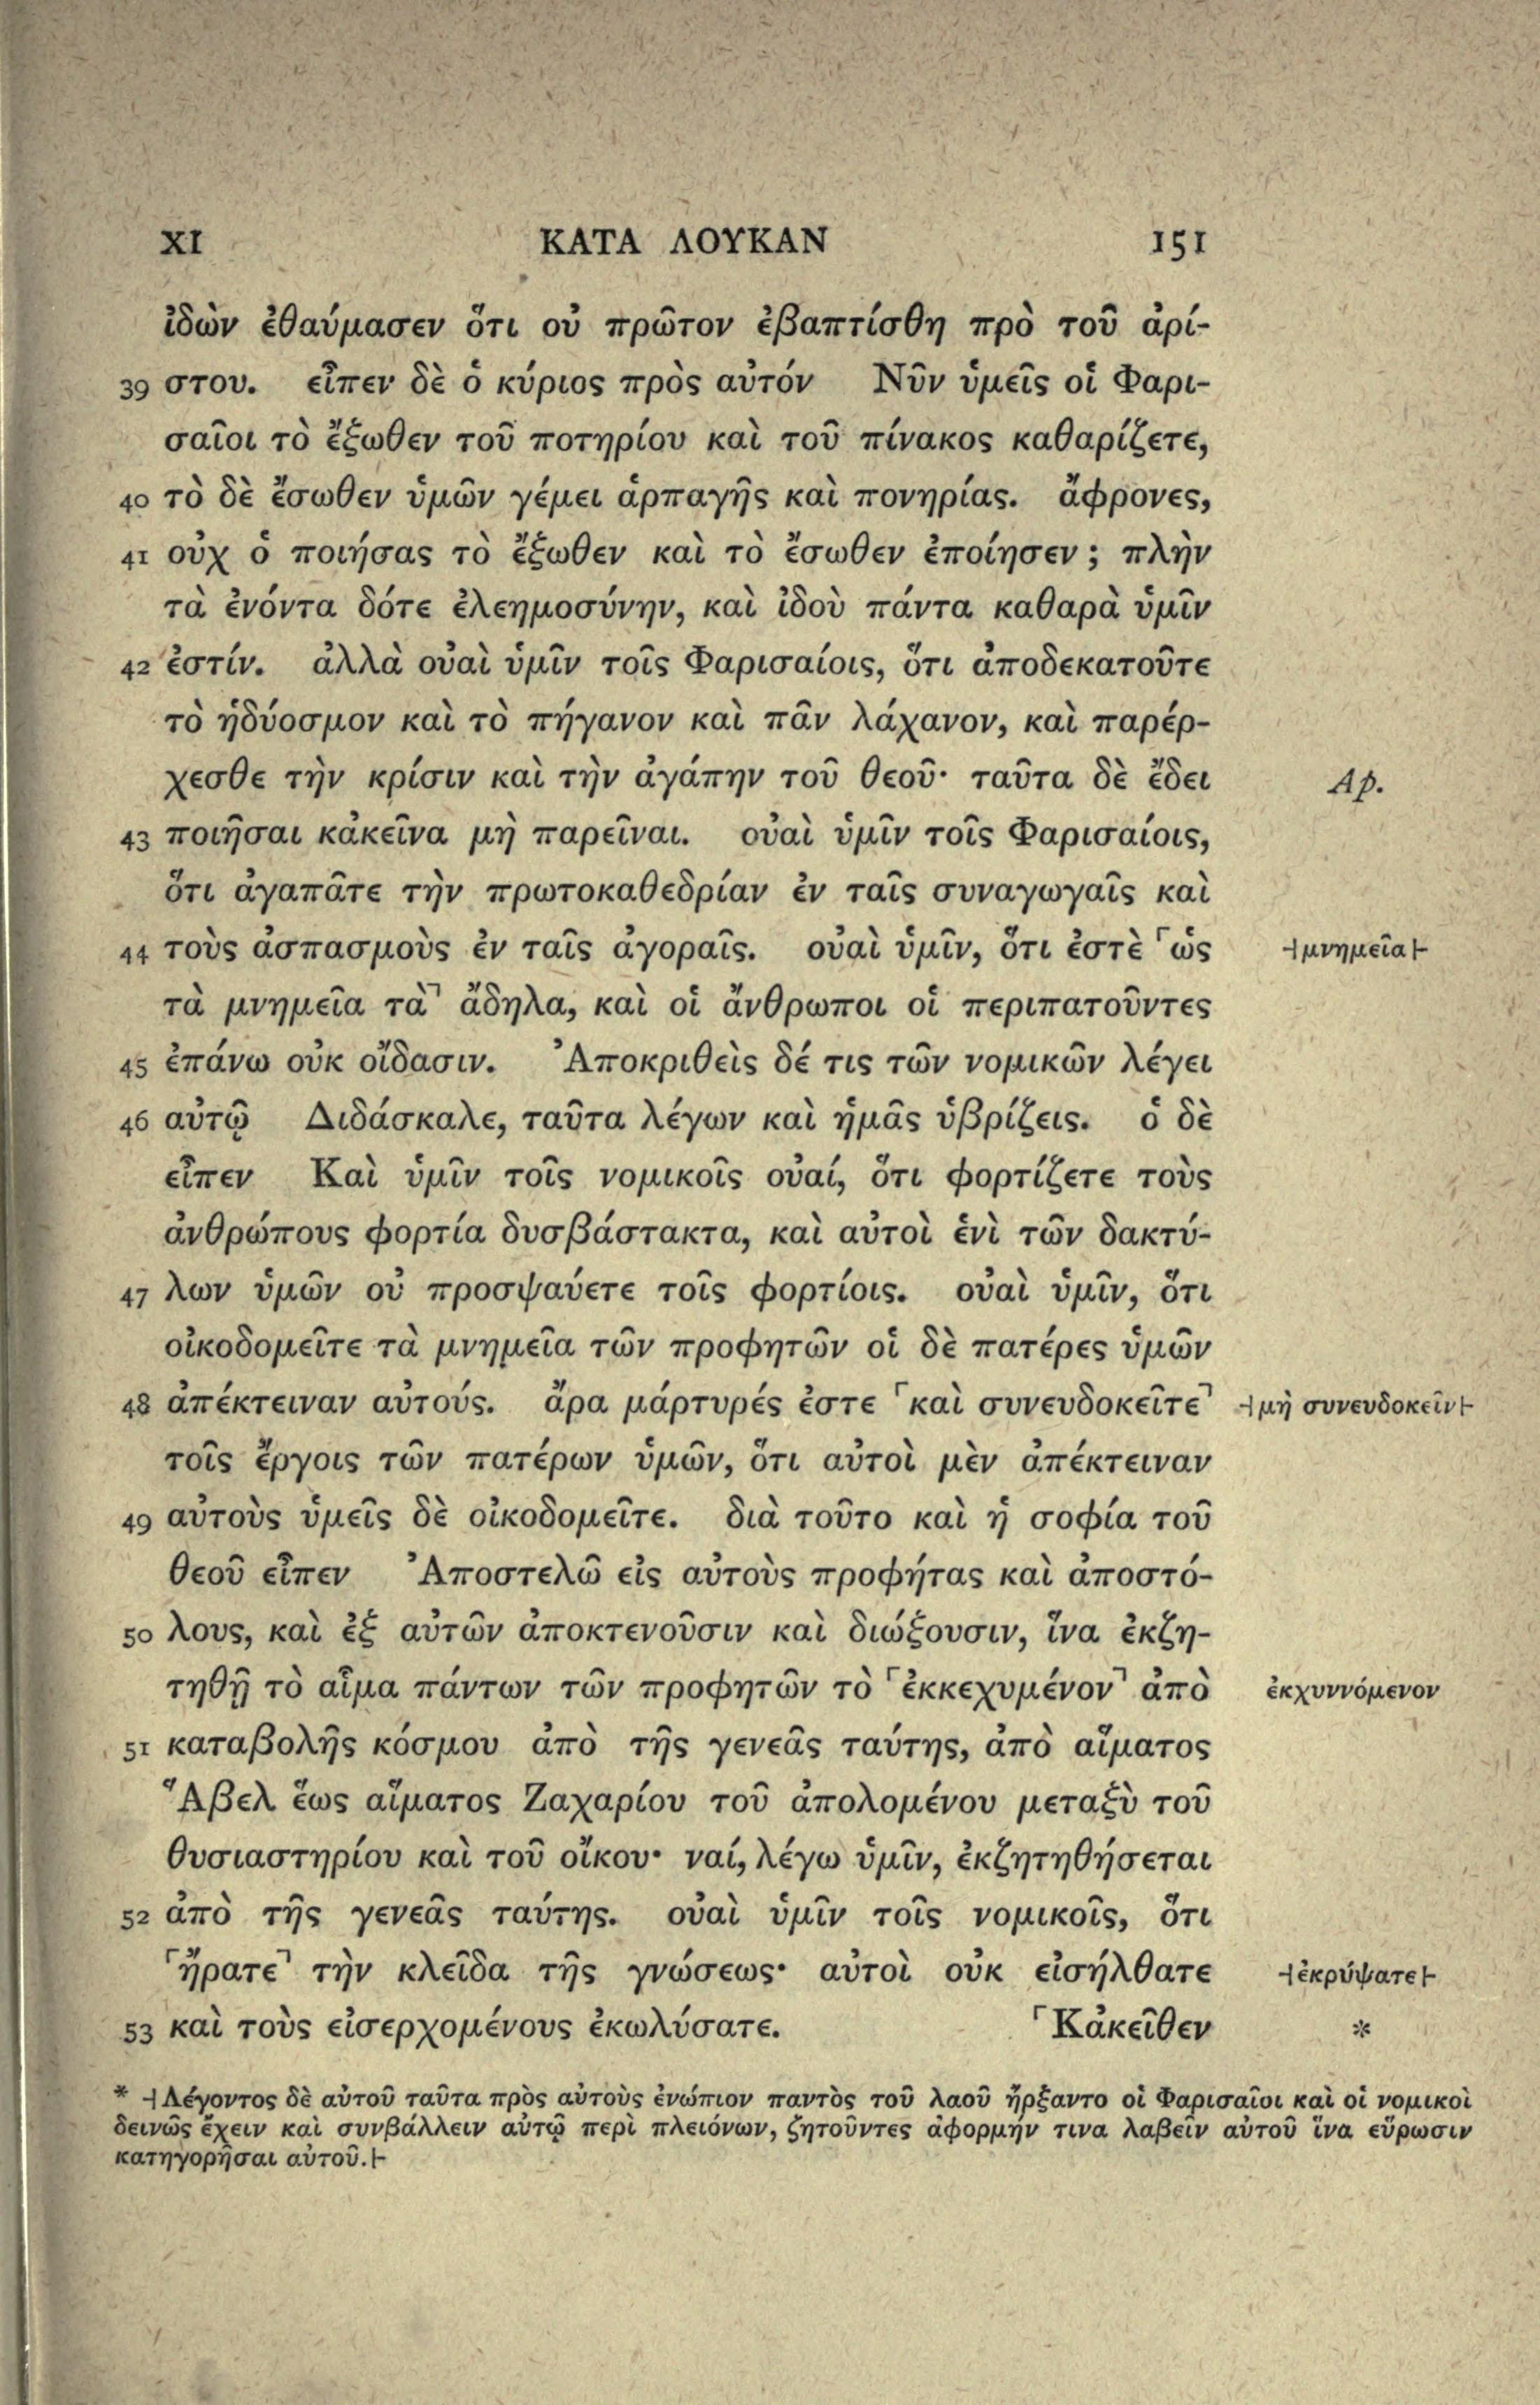 XI ΚΑΤΑ ΛΟΥΚΑΝ 151
ἰδὼν ἐθαύμασεν ὅτι οὐ πρῶτον ἐβαπτίσθη πρὸ τοῦ ἀρί-
39 στου. εἶπεν δὲ ὁ κύριος πρὸς αὐτόν Νῦν ὑμεῖς οἱ Φαρι-
σαῖοι τὸ ἔξωθεν τοῦ ποτηρίου καὶ τοῦ πίνακος καθαρίζετε,
40 τὸ δὲ ἔσωθεν ὑμῶν γέμει ἁρπαγῆς καὶ πονηρίας. ἄφρονες,
41 οὐχ ὁ ποιήσας τὸ ἔξωθεν καὶ τὸ ἔσωθεν ἐποίησεν; πλὴν
τὰ ἐνόντα δότε ἐλεημοσύνην, καὶ ἰδοὺ πάντα καθαρὰ ὑμῖν
42 ἐστίν. ἀλλὰ οὐαὶ ὑμῖν τοῖς Φαρισαίοις, ὅτι ἀποδεκατοῦτε
τὸ ἡδύοσμον καὶ τὸ πήγανον καὶ πᾶν λάχανον, καὶ παρέρ-
χεσθε τὴν κρίσιν καὶ τὴν ἀγάπην τοῦ θεοῦ· ταῦτα δὲ ἔδει Ap.
43 ποιῆσαι κἀκεῖνα μὴ παρεῖναι. οὐαὶ ὑμῖν τοῖς Φαρισαίοις,
ὅτι ἀγαπᾶτε τὴν πρωτοκαθεδρίαν ἐν ταῖς συναγωγαῖς καὶ
44 τοὺς ἀσπασμοὺς ἐν ταῖς ἀγοραῖς. οὐαὶ ὑμῖν, ὅτι ἐστὲ ⌜ὡς ⊣μνημεῖα⊢
τὰ μνημεῖα τὰ⌝ ἄδηλα, καὶ οἱ ἄνθρωποι οἱ περιπατοῦντες
45 ἐπάνω οὐκ οἴδασιν. Ἀποκριθεὶς δέ τις τῶν νομικῶν λέγει
46 αὐτῷ Διδάσκαλε, ταῦτα λέγων καὶ ἡμᾶς ὑβρίζεις. ὁ δὲ
εἶπεν Καὶ ὑμῖν τοῖς νομικοῖς οὐαί, ὅτι φορτίζετε τοὺς
ἀνθρώπους φορτία δυσβάστακτα, καὶ αὐτοὶ ἑνὶ τῶν δακτύ-
47 λων ὑμῶν οὐ προσψαύετε τοῖς φορτίοις. οὐαὶ ὑμῖν, ὅτι
οἰκοδομεῖτε τὰ μνημεῖα τῶν προφητῶν οἱ δὲ πατέρες ὑμῶν
48 ἀπέκτειναν αὐτούς. ἄρα μάρτυρές ἐστε ⌜καὶ συνευδοκεῖτε⌝ ⊣μὴ συνευδοκεῖν⊢
τοῖς ἔργοις τῶν πατέρων ὑμῶν, ὅτι αὐτοὶ μὲν ἀπέκτειναν
49 αὐτοὺς ὑμεῖς δὲ οἰκοδομεῖτε. διὰ τοῦτο καὶ ἡ σοφία τοῦ
θεοῦ εἶπεν Ἀποστελῶ εἰς αὐτοὺς προφήτας καὶ ἀποστό-
50 λους, καὶ ἐξ αὐτῶν ἀποκτενοῦσιν καὶ διώξουσιν, ἵνα ἐκζη-
τηθῇ τὸ αἷμα πάντων τῶν προφητῶν τὸ ⌜ἐκκεχυμένον⌝ ἀπὸ ἐκχυννόμενον
51 καταβολῆς κόσμου ἀπὸ τῆς γενεᾶς ταύτης, ἀπὸ αἵματος
Ἅβελ ἕως αἵματος Ζαχαρίου τοῦ ἀπολομένου μεταξὺ τοῦ
θυσιαστηρίου καὶ τοῦ οἴκου· ναί, λέγω ὑμῖν, ἐκζητηθήσεται
52 ἀπὸ τῆς γενεᾶς ταύτης. οὐαὶ ὑμῖν τοῖς νομικοῖς, ὅτι
⌜ἤρατε⌝ τὴν κλεῖδα τῆς γνώσεως· αὐτοὶ οὐκ εἰσήλθατε ⊣ἐκρύψατε⊢
53 καὶ τοὺς εἰσερχομένους ἐκωλύσατε. ⌜Κἀκεῖθεν *
* ⊣Λέγοντος δὲ αὐτοῦ ταῦτα πρὸς αὐτοὺς ἐνώπιον παντὸς τοῦ λαοῦ ἤρξαντο οἱ Φαρισαῖοι καὶ οἱ νομικοὶ
δεινῶς ἔχειν καὶ συνβάλλειν αὐτῷ περὶ πλειόνων, ζητοῦντες ἀφορμήν τινα λαβεῖν αὐτοῦ ἵνα εὕρωσιν
κατηγορῆσαι αὐτοῦ.⊢